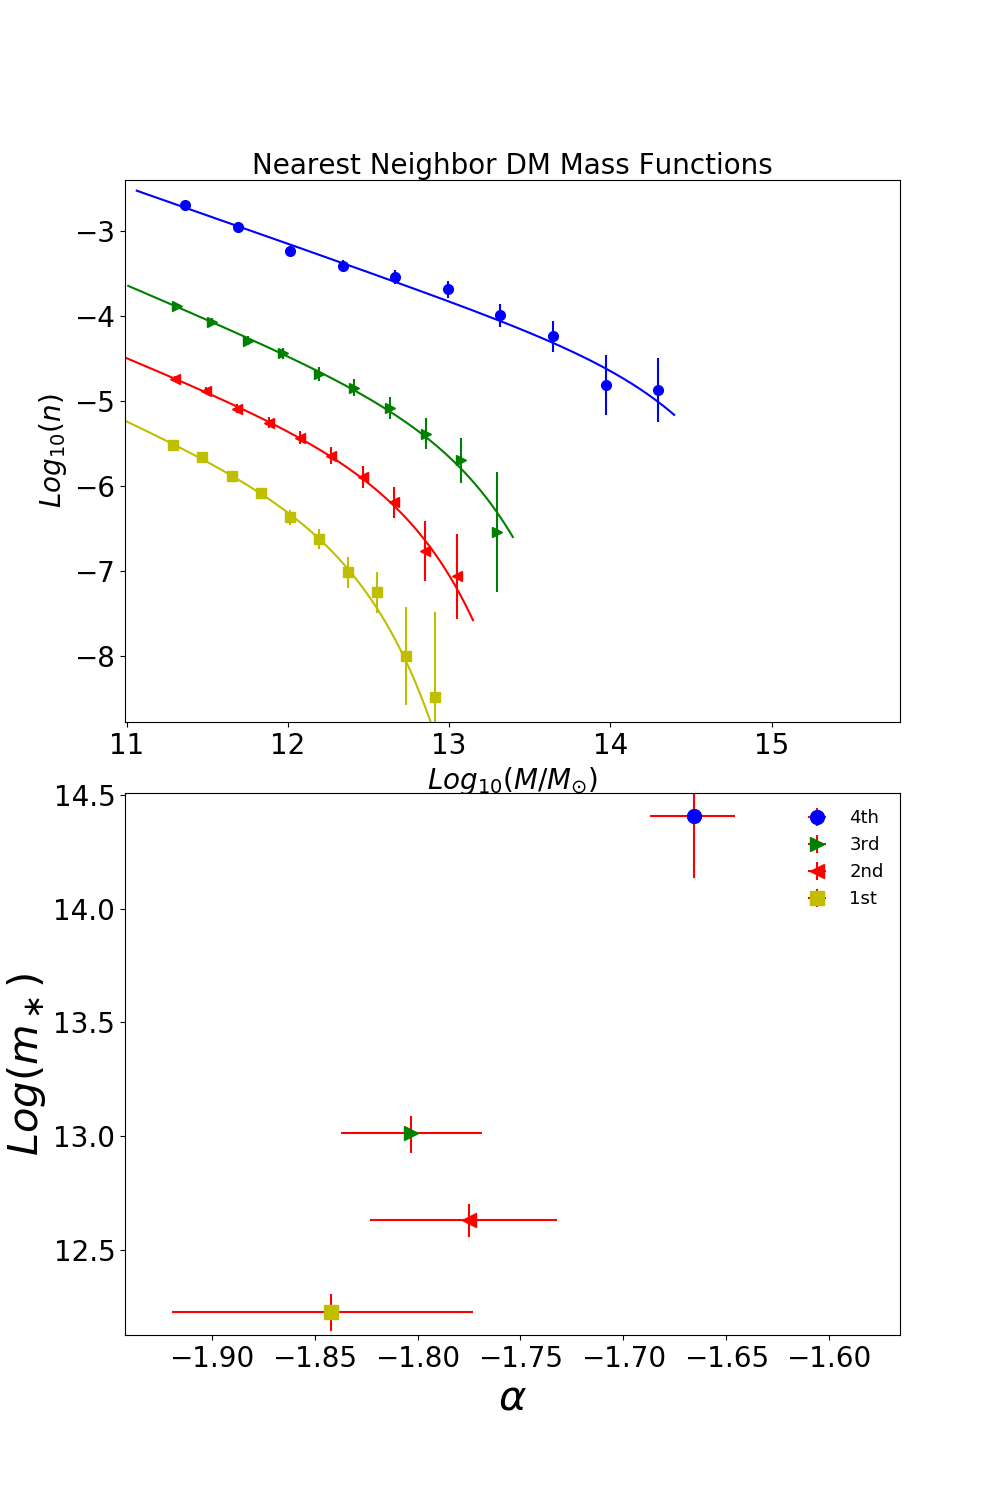 Nearest Neighbor DM Mass Functions
−3
−4
−5
−6
−7
−8
Log₁₀(n)
11 12 13 14 15
Log₁₀(M/M⊙)
14.5
14.0
13.5
13.0
12.5
Log(m∗)
4th
3rd
2nd
1st
−1.90 −1.85 −1.80 −1.75 −1.70 −1.65 −1.60
α